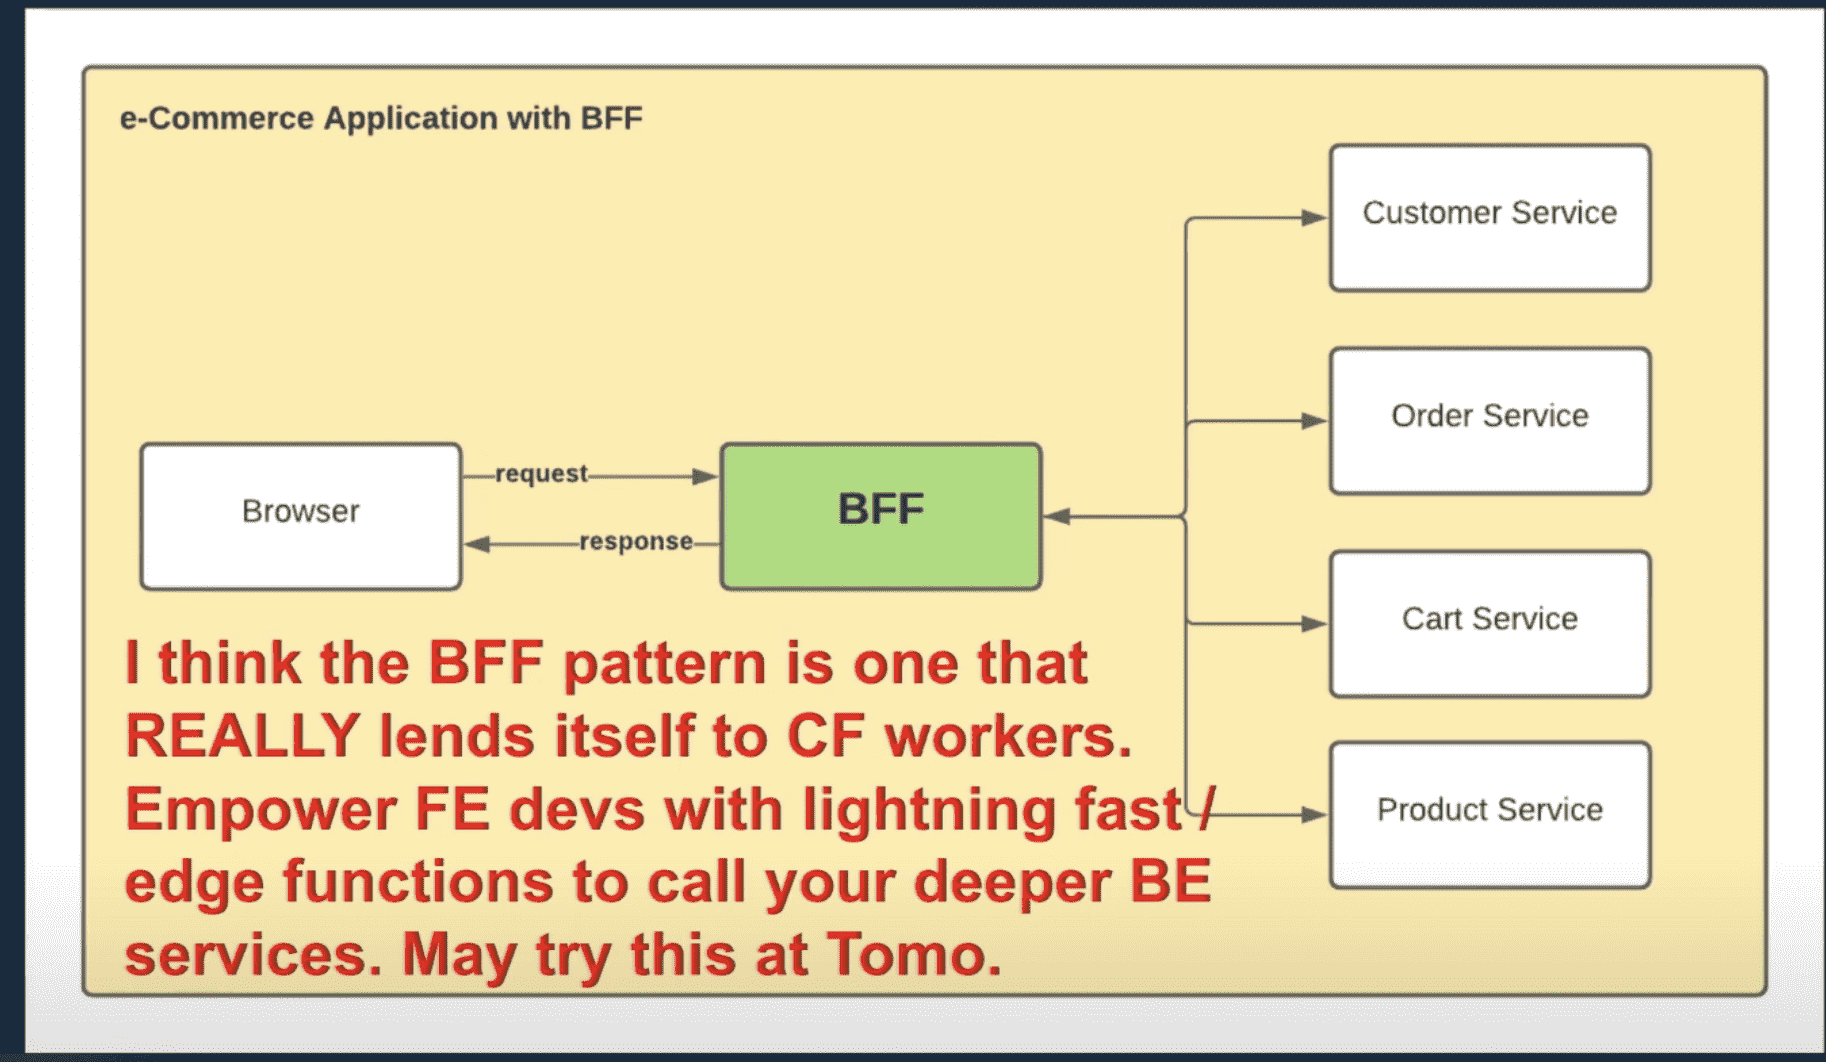 e-Commerce Application with BFF
Customer Service
Order Service
Browser
request
response
BFF
Cart Service
Product Service
I think the BFF pattern is one that
REALLY lends itself to CF workers.
Empower FE devs with lightning fast /
edge functions to call your deeper BE
services. May try this at Tomo.